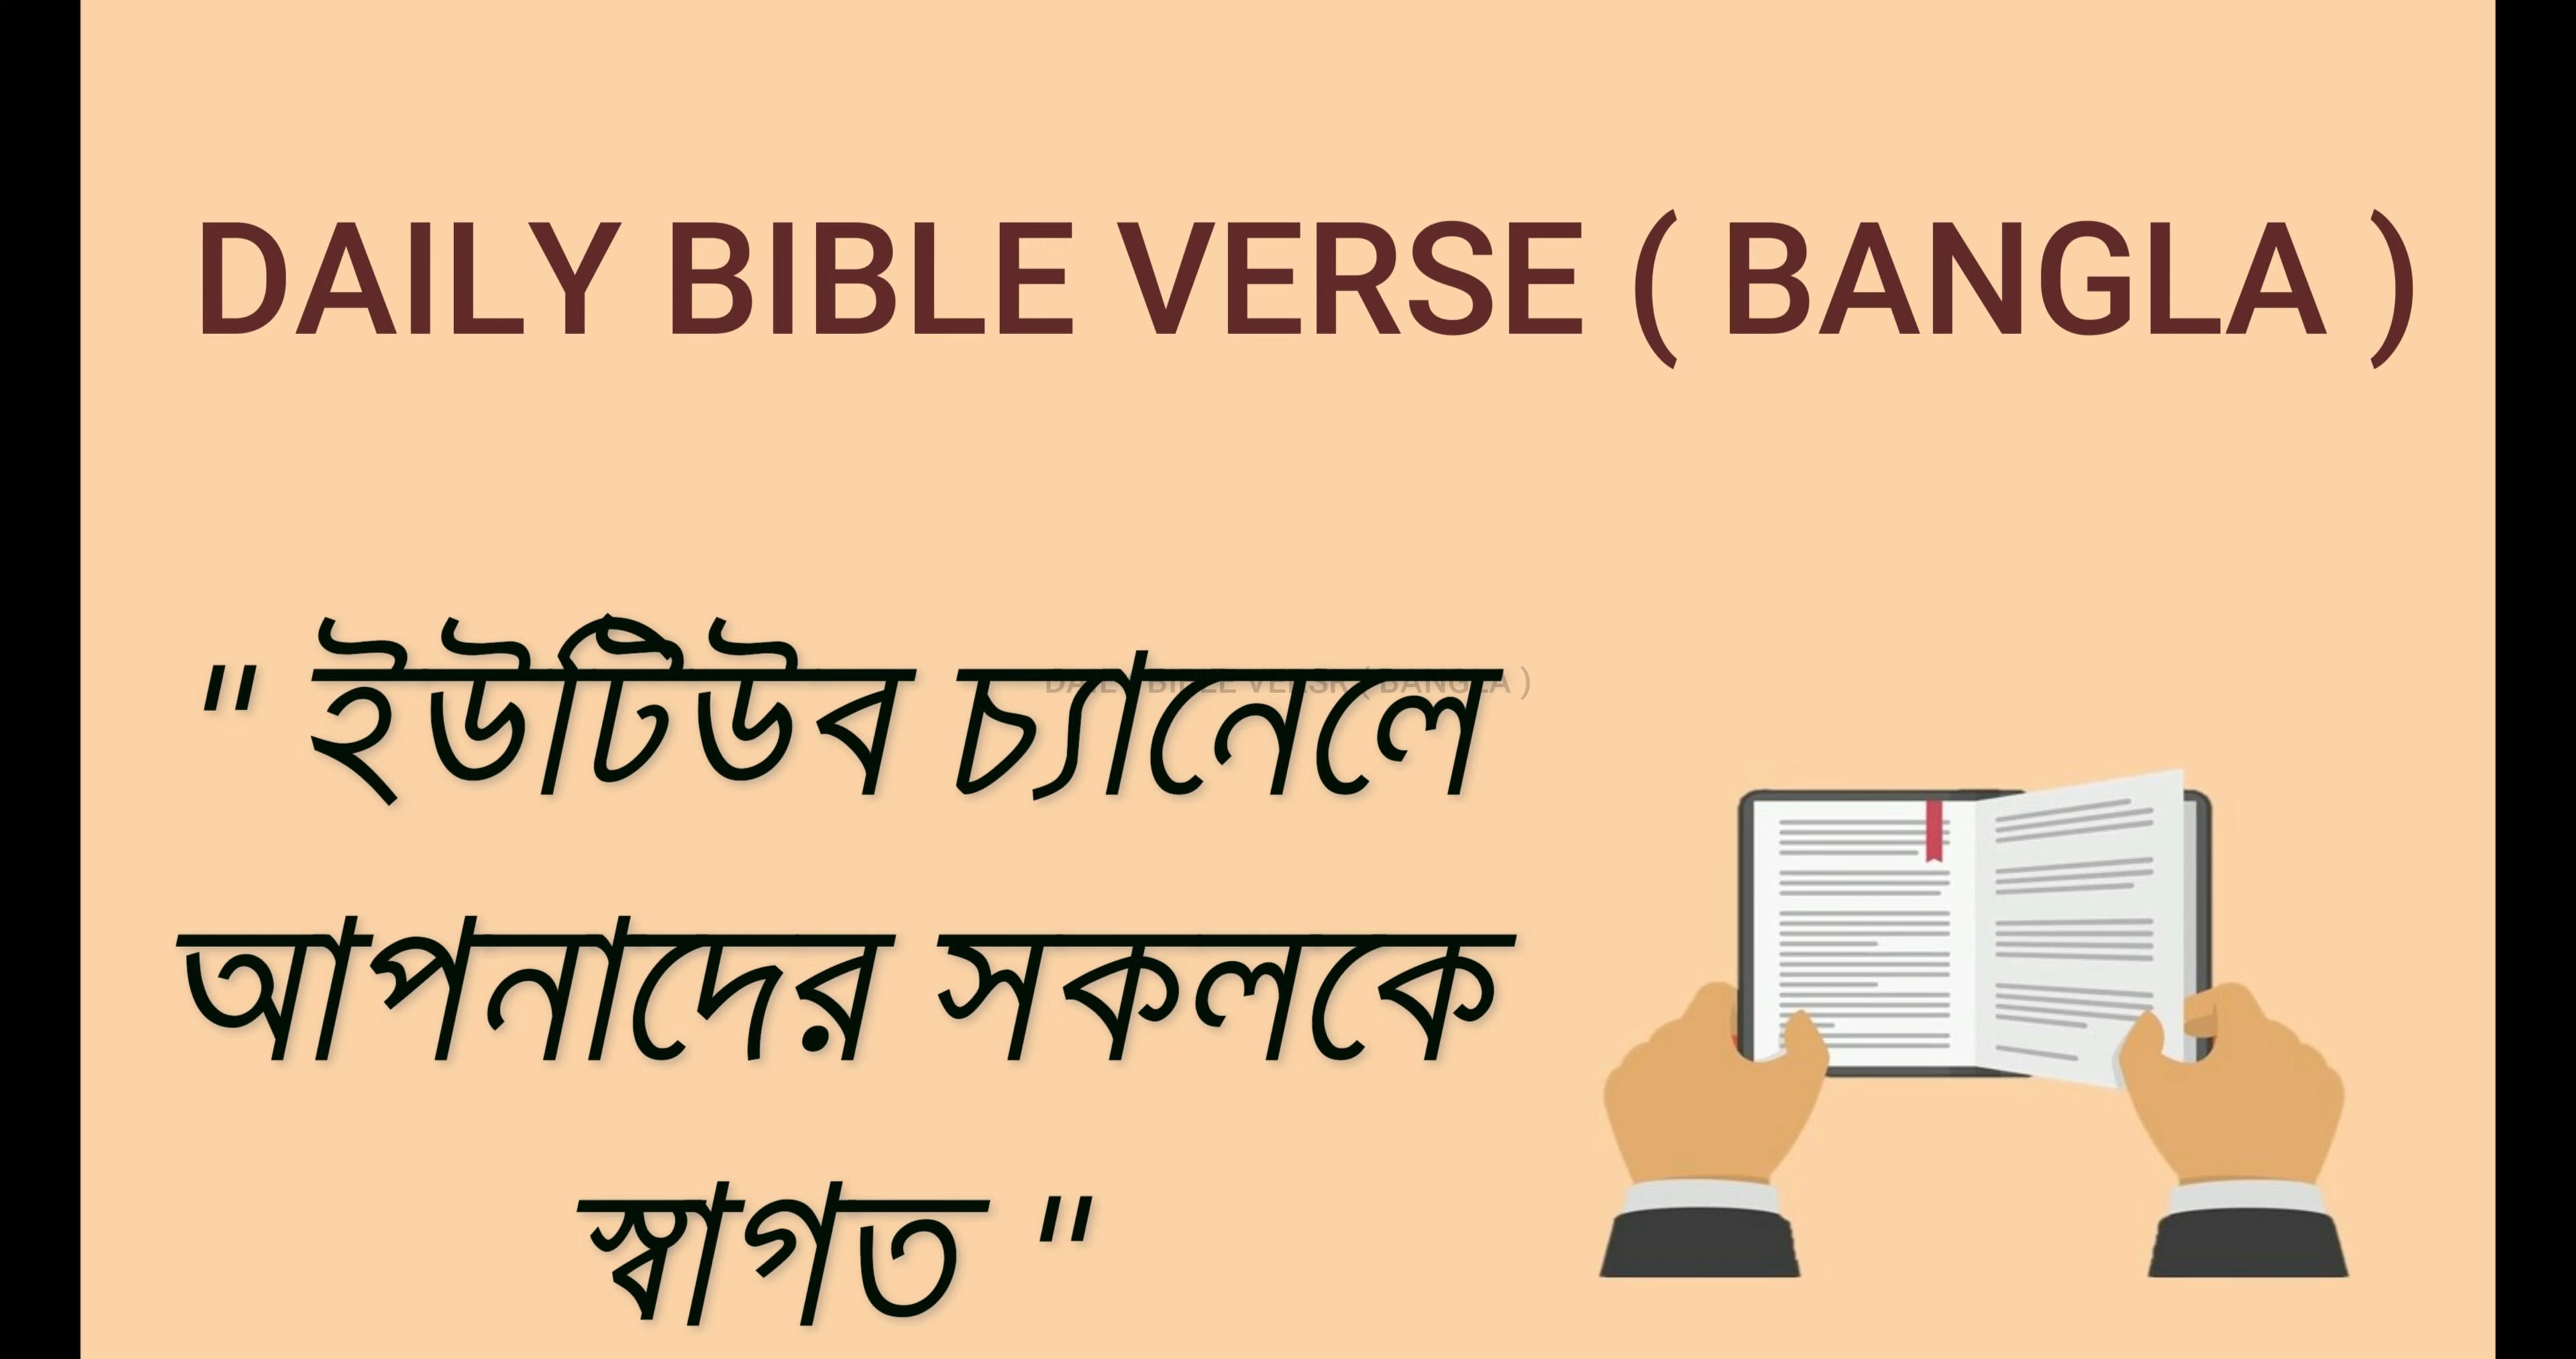 DAILY BIBLE VERSE ( BANGLA )
" ইউটিউব চ্যানেলে
আপনাদের সকলকে
স্বাগত "